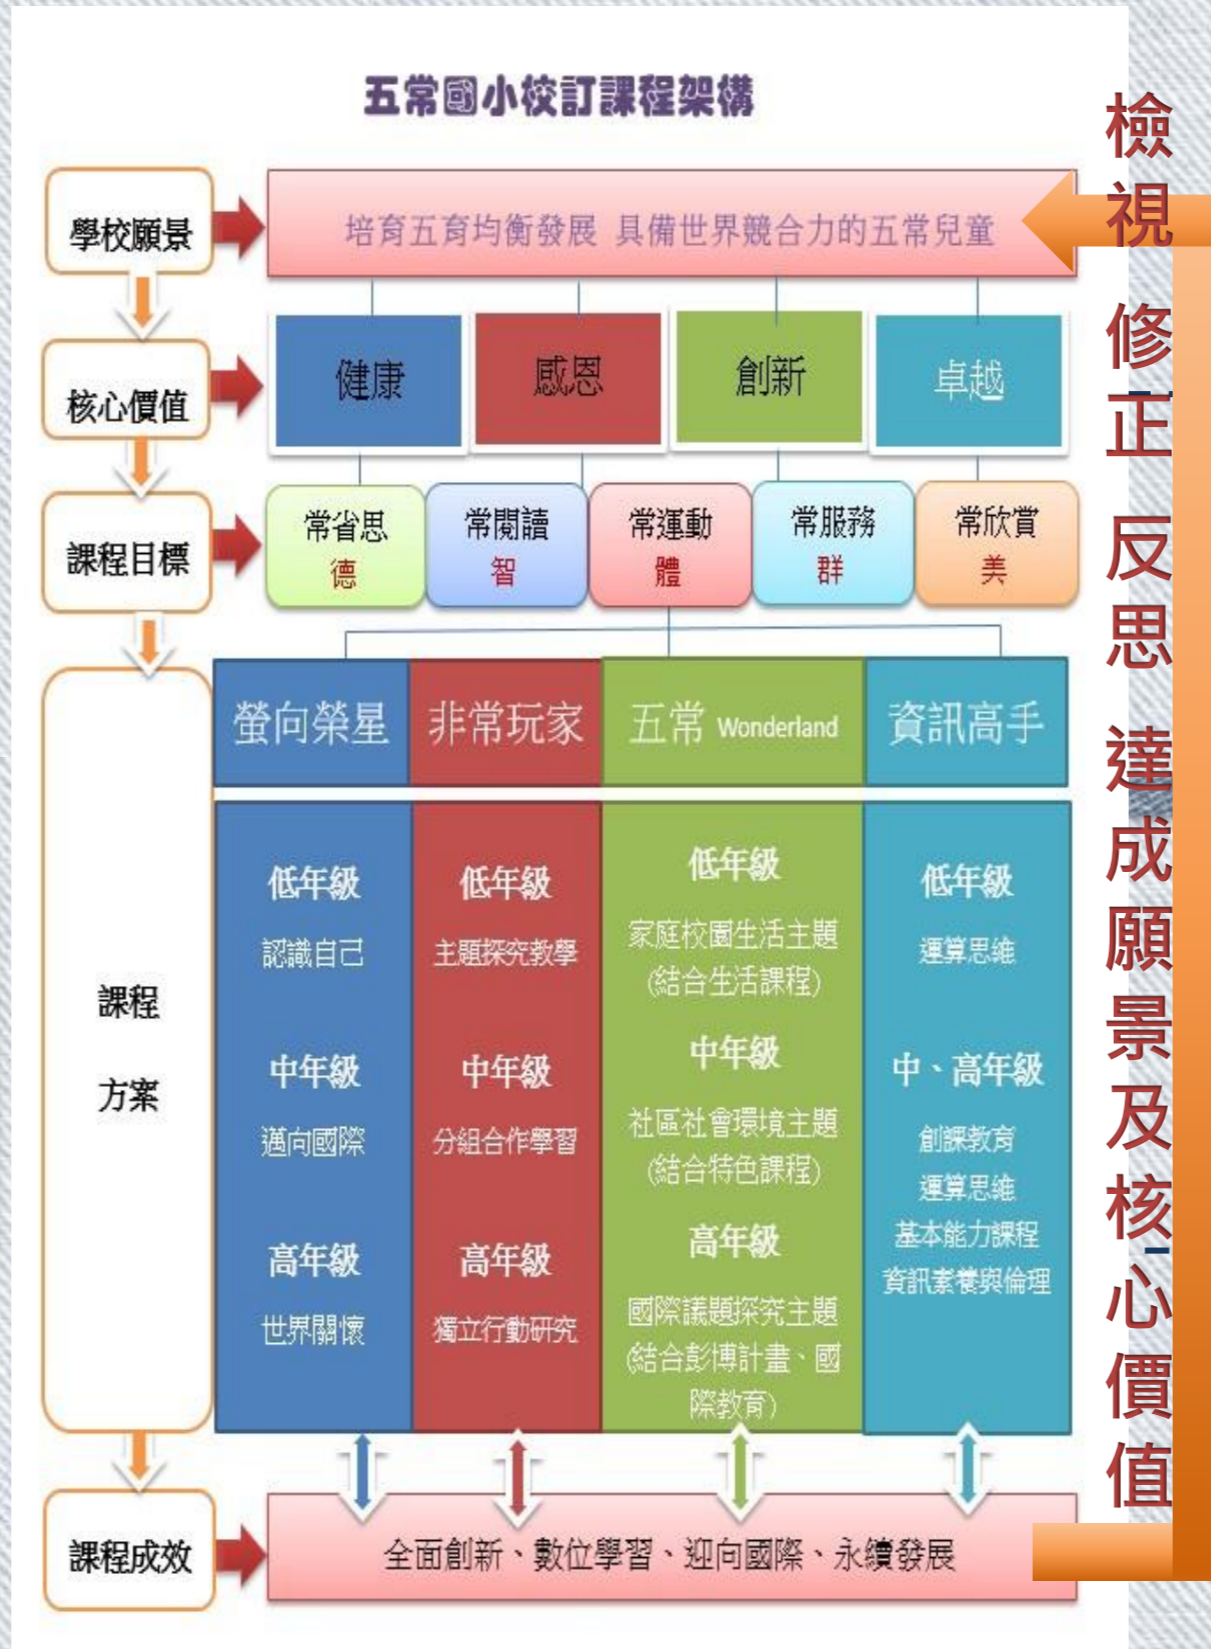 五常國小校訂課程架構
學校願景
培育五育均衡發展 具備世界競合力的五常兒童
核心價值
健康
感恩
創新
卓越
課程目標
常省思
德
常閱讀
智
常運動
體
常服務
群
常欣賞
美
課程
方案
螢向榮星
低年級
認識自己
中年級
邁向國際
高年級
世界關懷
非常玩家
低年級
主題探究教學
中年級
分組合作學習
高年級
獨立行動研究
五常 Wonderland
低年級
家庭校園生活主題
(結合生活課程)
中年級
社區社會環境主題
(結合特色課程)
高年級
國際議題探究主題
(結合彭博計畫、國
際教育)
資訊高手
低年級
運算思維
中、高年級
創課教育
運算思維
基本能力課程
資訊素養與倫理
課程成效
全面創新、數位學習、迎向國際、永續發展
檢視 修正 反思 達成願景及核心價值